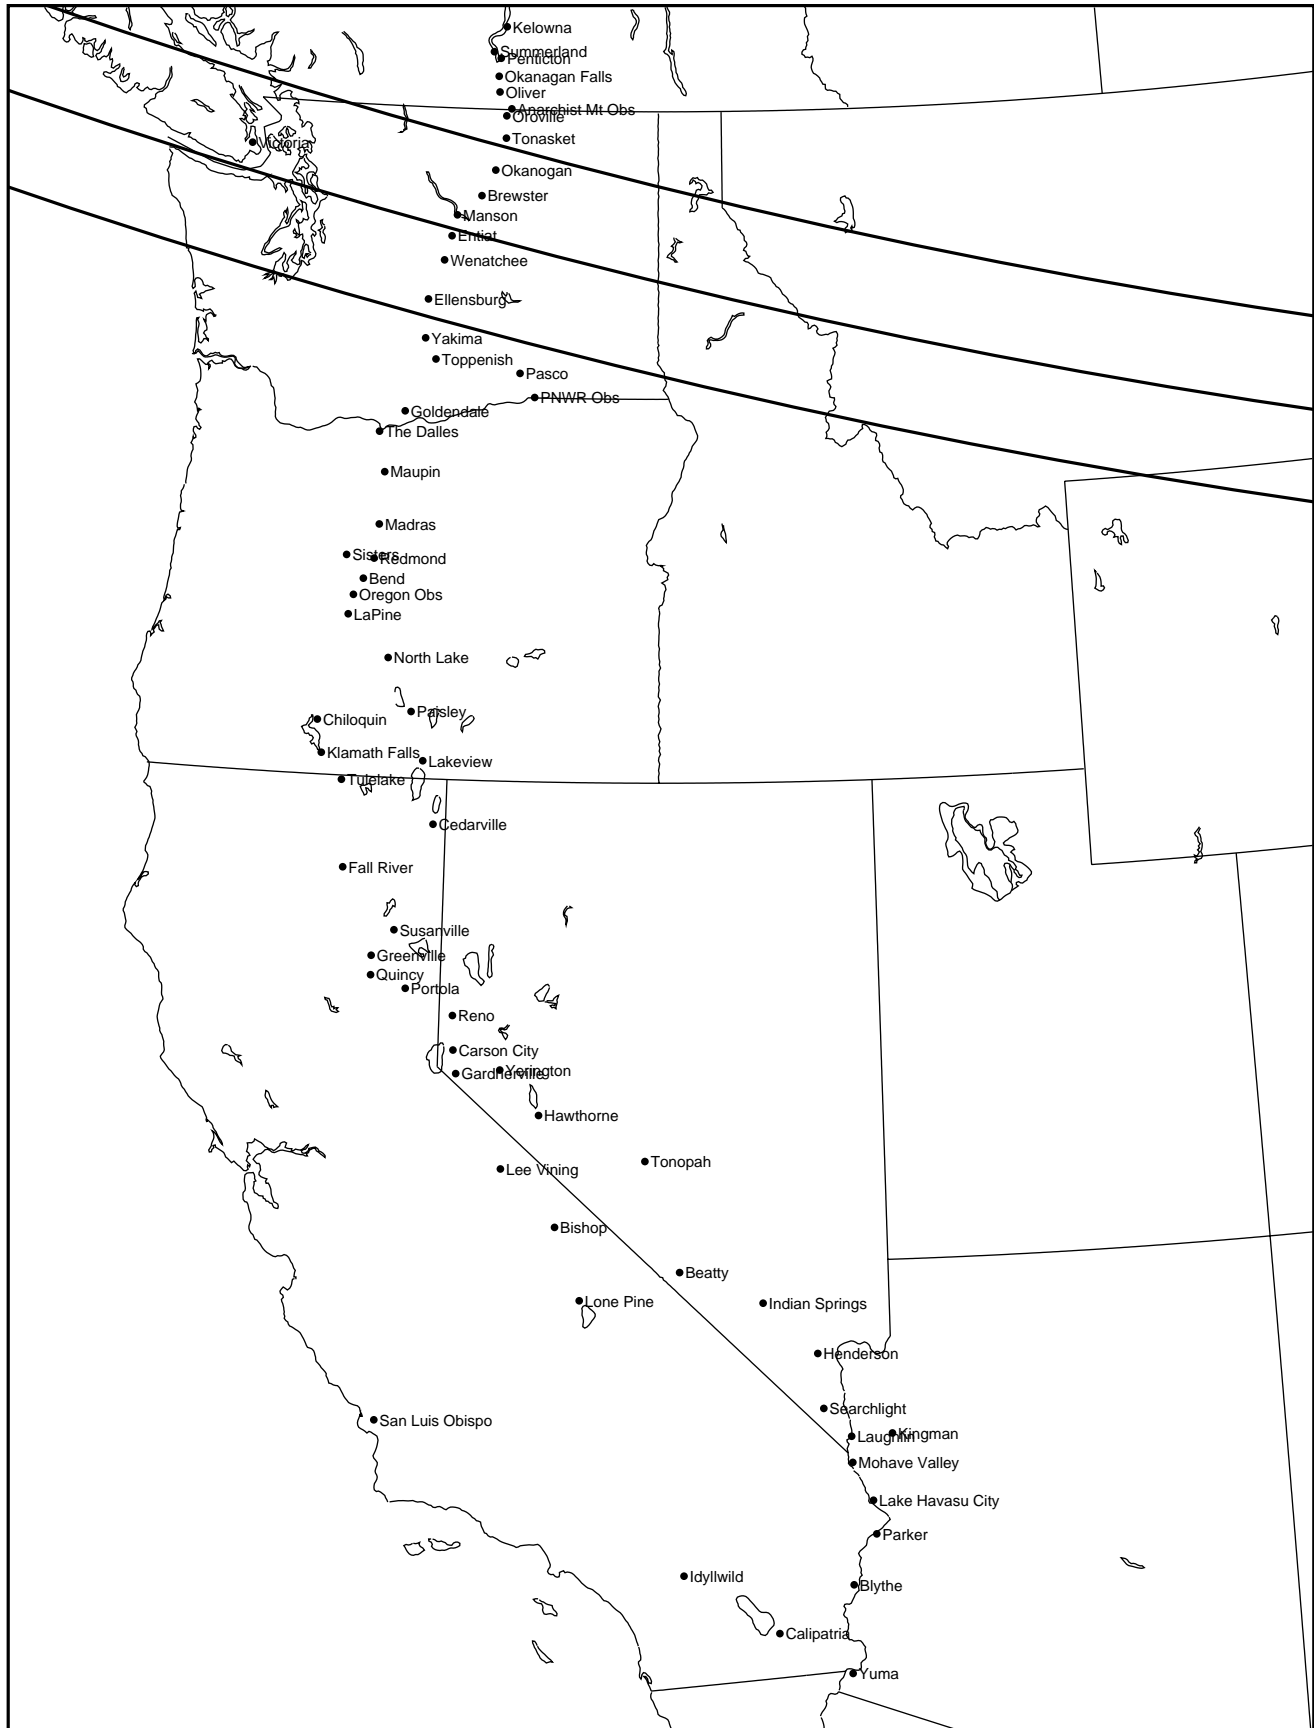 Kelowna
Summerland
Penticton
Okanagan Falls
Oliver
Anarchist Mt Obs
Oroville
Tonasket
Victoria
Okanogan
Brewster
Manson
Entiat
Wenatchee
Ellensburg
Yakima
Toppenish
Pasco
PNWR Obs
Goldendale
The Dalles
Maupin
Madras
Sisters
Redmond
Bend
Oregon Obs
LaPine
North Lake
Paisley
Chiloquin
Klamath Falls
Lakeview
Tulelake
Cedarville
Fall River
Susanville
Greenville
Quincy
Portola
Reno
Carson City
Yerington
Gardnerville
Hawthorne
Tonopah
Lee Vining
Bishop
Beatty
Lone Pine
Indian Springs
Henderson
Searchlight
San Luis Obispo
Kingman
Laughlin
Mohave Valley
Lake Havasu City
Parker
Idyllwild
Blythe
Calipatria
Yuma